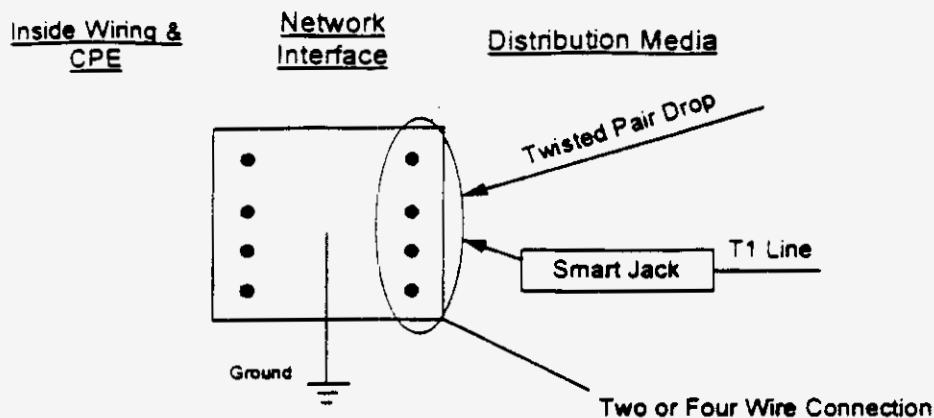 Inside Wiring &
CPE
Network
Interface
Distribution Media
Twisted Pair Drop
Smart Jack
T1 Line
Ground
Two or Four Wire Connection